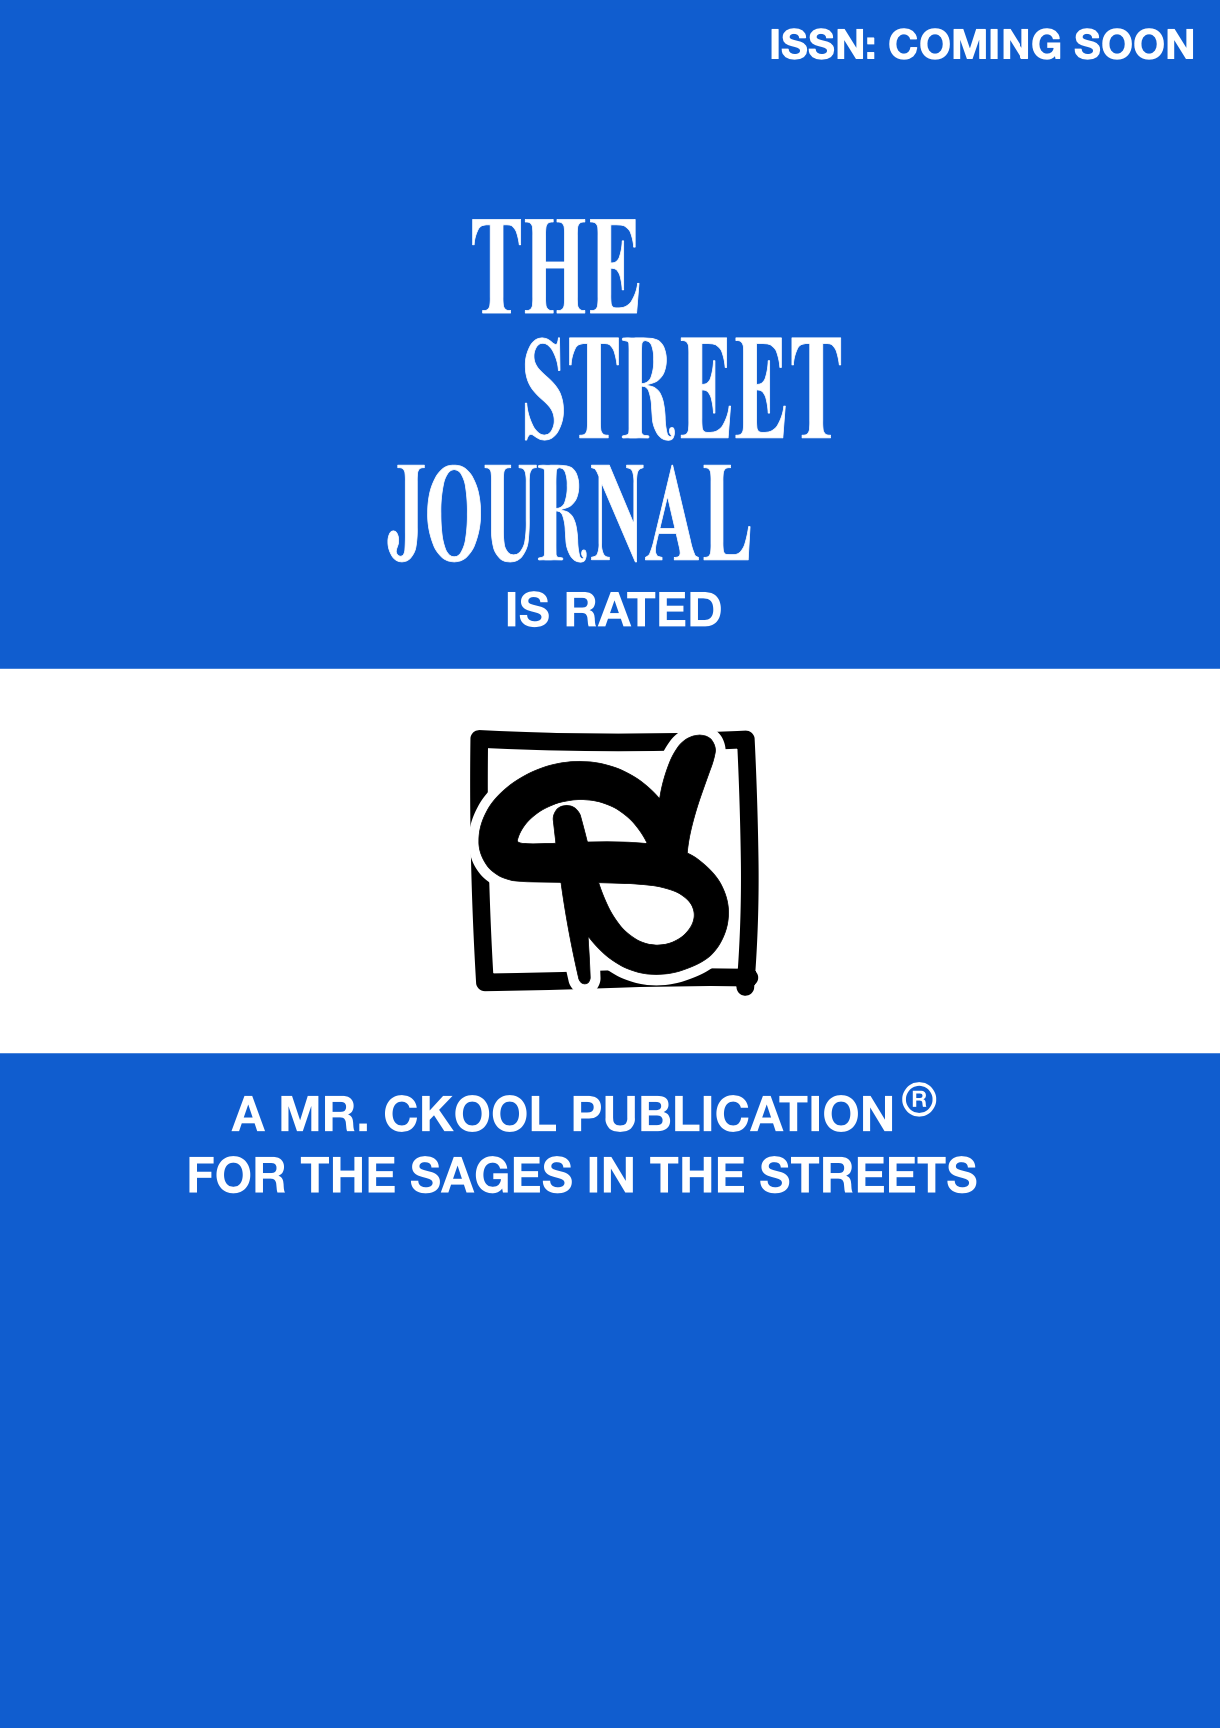 ISSN: COMING SOON
THE
STREET
JOURNAL
IS RATED
A MR. CKOOL PUBLICATION®
FOR THE SAGES IN THE STREETS